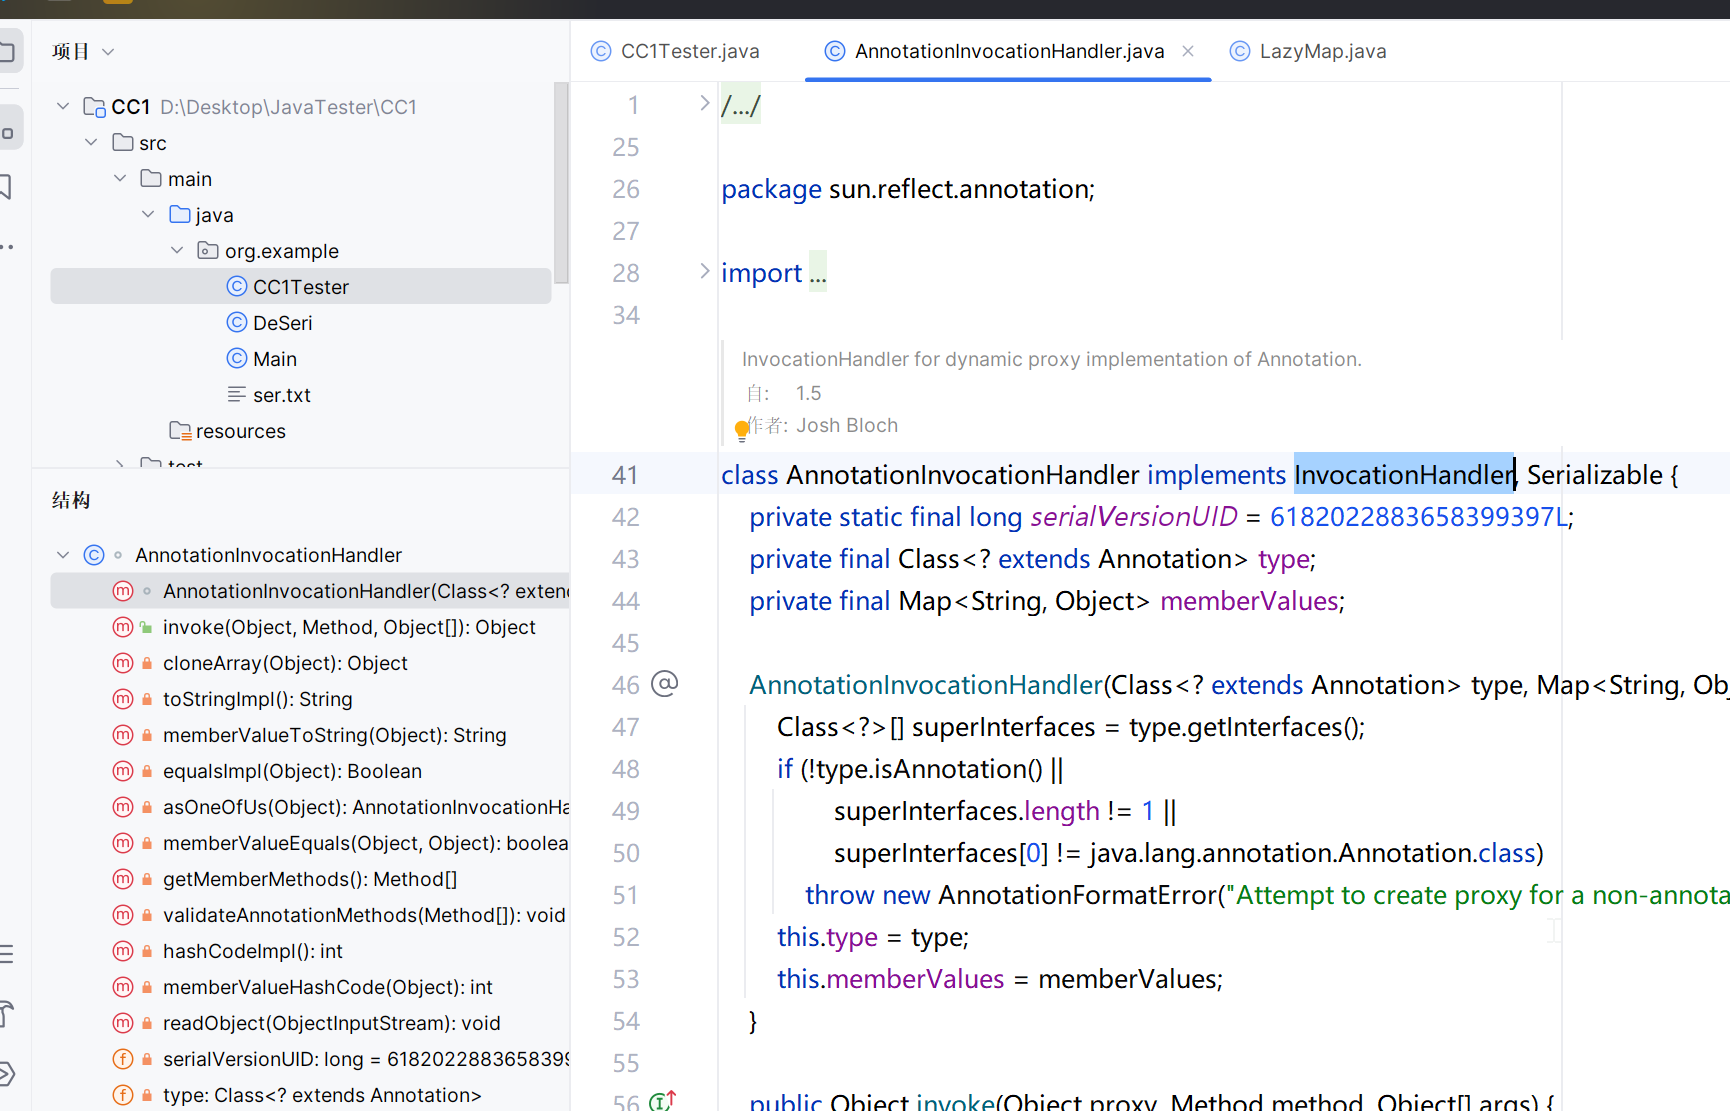 项目
CC1 D:\Desktop\JavaTester\CC1
src
main
java
org.example
CC1Tester
DeSeri
Main
ser.txt
resources
test
结构
AnnotationInvocationHandler
AnnotationInvocationHandler(Class<? exten
invoke(Object, Method, Object[]): Object
cloneArray(Object): Object
toStringImpl(): String
memberValueToString(Object): String
equalsImpl(Object): Boolean
asOneOfUs(Object): AnnotationInvocationHa
memberValueEquals(Object, Object): boolea
getMemberMethods(): Method[]
validateAnnotationMethods(Method[]): void
hashCodeImpl(): int
memberValueHashCode(Object): int
readObject(ObjectInputStream): void
serialVersionUID: long = 618202288365839
type: Class<? extends Annotation>
CC1Tester.java AnnotationInvocationHandler.java LazyMap.java
1 /.../
25
26 package sun.reflect.annotation;
27
28 import ...
34
InvocationHandler for dynamic proxy implementation of Annotation.
自: 1.5
作者: Josh Bloch
41 class AnnotationInvocationHandler implements InvocationHandler, Serializable {
42 private static final long serialVersionUID = 6182022883658399397L;
43 private final Class<? extends Annotation> type;
44 private final Map<String, Object> memberValues;
45
46 @ AnnotationInvocationHandler(Class<? extends Annotation> type, Map<String, Ob
47 Class<?>[] superInterfaces = type.getInterfaces();
48 if (!type.isAnnotation() ||
49 superInterfaces.length != 1 ||
50 superInterfaces[0] != java.lang.annotation.Annotation.class)
51 throw new AnnotationFormatError("Attempt to create proxy for a non-annota
52 this.type = type;
53 this.memberValues = memberValues;
54 }
55
56 public Object invoke(Object proxy, Method method, Object[] args) {